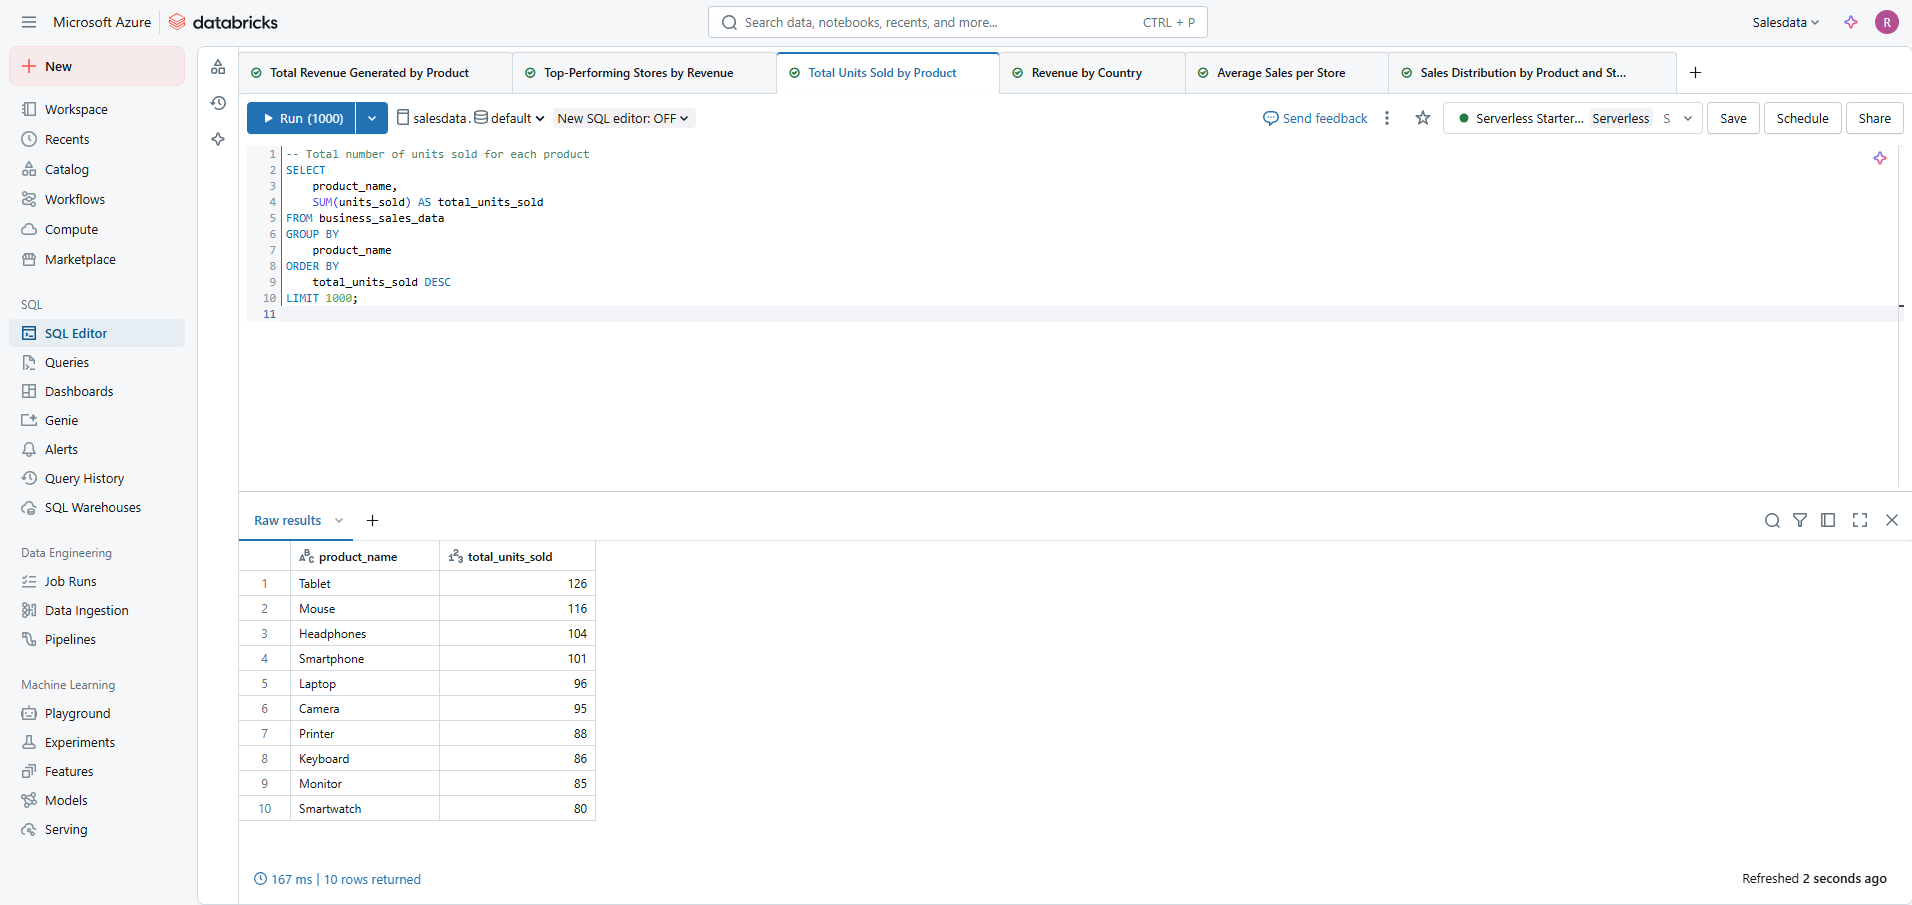 Microsoft Azure databricks
Search data, notebooks, recents, and more... CTRL + P
Salesdata R
New
Workspace
Recents
Catalog
Workflows
Compute
Marketplace
SQL
SQL Editor
Queries
Dashboards
Genie
Alerts
Query History
SQL Warehouses
Data Engineering
Job Runs
Data Ingestion
Pipelines
Machine Learning
Playground
Experiments
Features
Models
Serving
Total Revenue Generated by Product Top-Performing Stores by Revenue Total Units Sold by Product Revenue by Country Average Sales per Store Sales Distribution by Product and St...
Run (1000) salesdata. default New SQL editor: OFF Send feedback Serverless Starter... Serverless S Save Schedule Share
1 -- Total number of units sold for each product
2 SELECT
3 product_name,
4 SUM(units_sold) AS total_units_sold
5 FROM business_sales_data
6 GROUP BY
7 product_name
8 ORDER BY
9 total_units_sold DESC
10 LIMIT 1000;
11
Raw results
product_name total_units_sold
1 Tablet 126
2 Mouse 116
3 Headphones 104
4 Smartphone 101
5 Laptop 96
6 Camera 95
7 Printer 88
8 Keyboard 86
9 Monitor 85
10 Smartwatch 80
167 ms | 10 rows returned
Refreshed 2 seconds ago